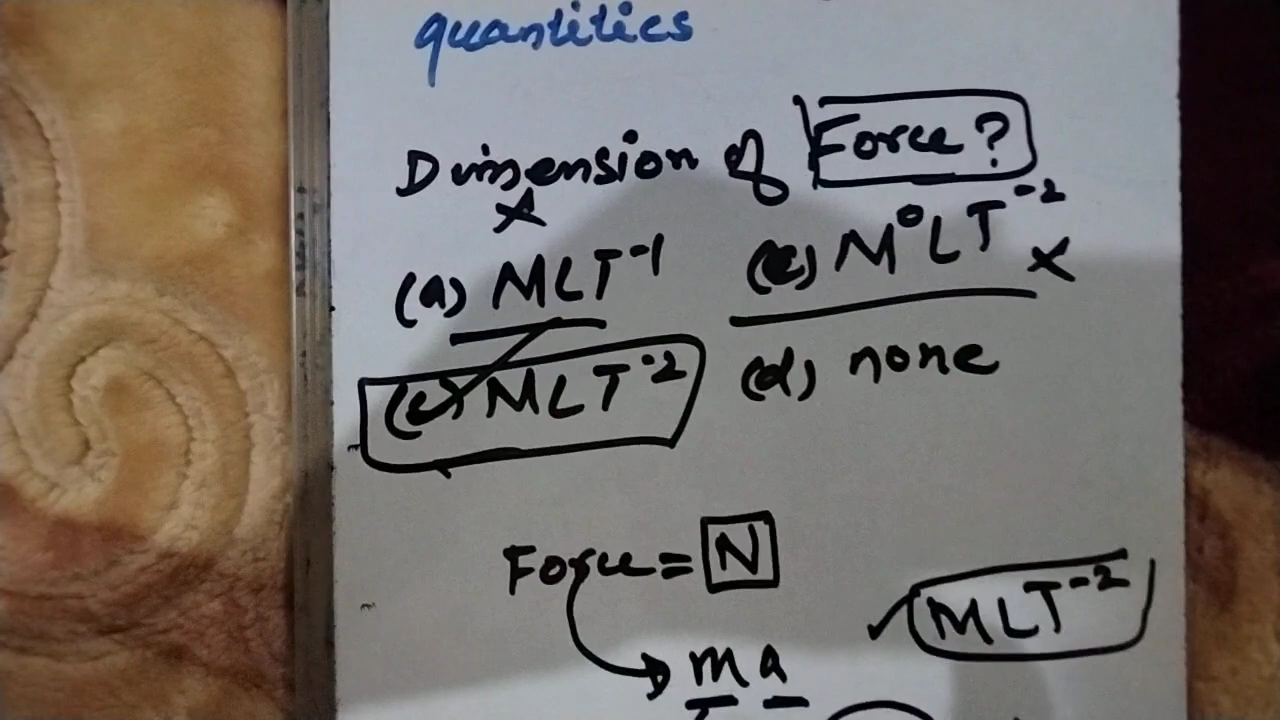 quantities
Dimension of Force?
(a) MLT⁻¹ (c) M⁰LT⁻²
(c) MLT⁻² (d) none
Force = N
MLT⁻²
ma